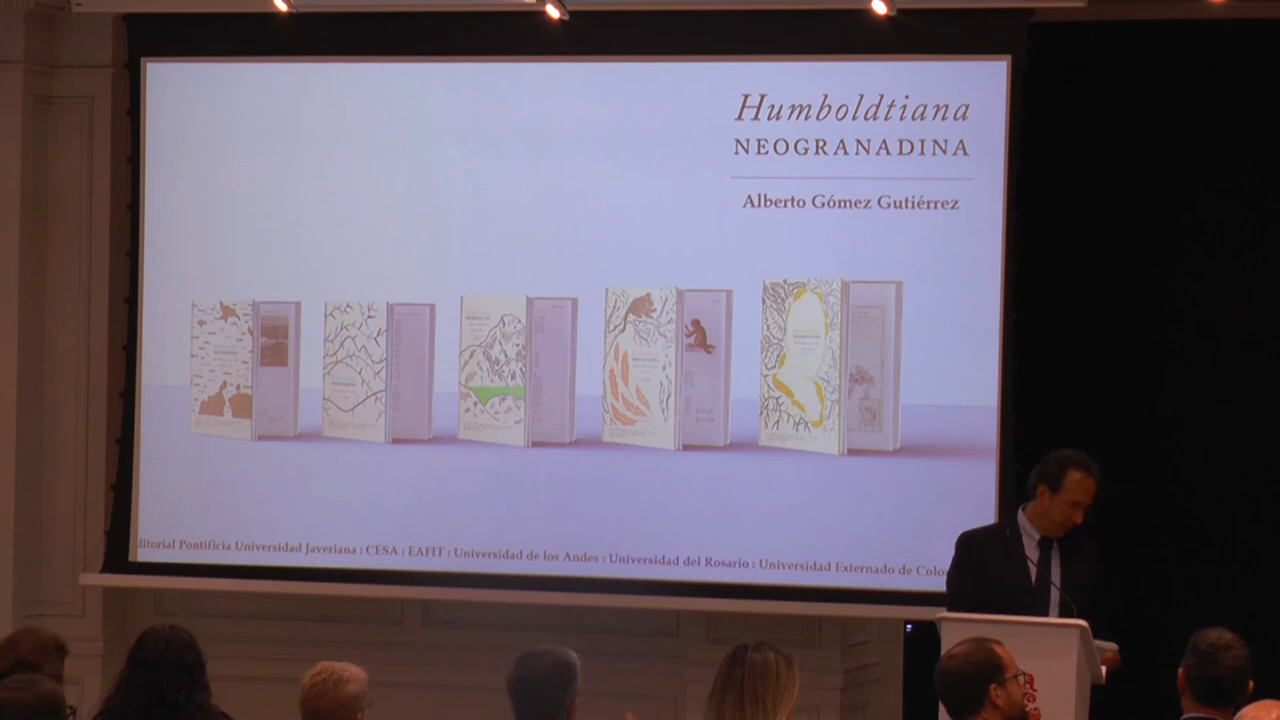 Humboldtiana
NEOGRANADINA
Alberto Gómez Gutiérrez
ditorial Pontificia Universidad Javeriana : CESA : EAFIT : Universidad de los Andes : Universidad del Rosario : Universidad Externado de Colo